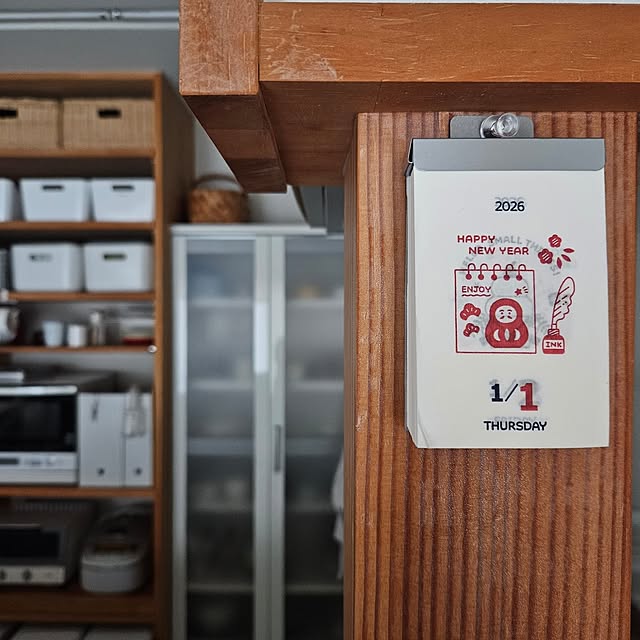 2026
HAPPY
NEW YEAR
ENJOY
INK
1/1
THURSDAY